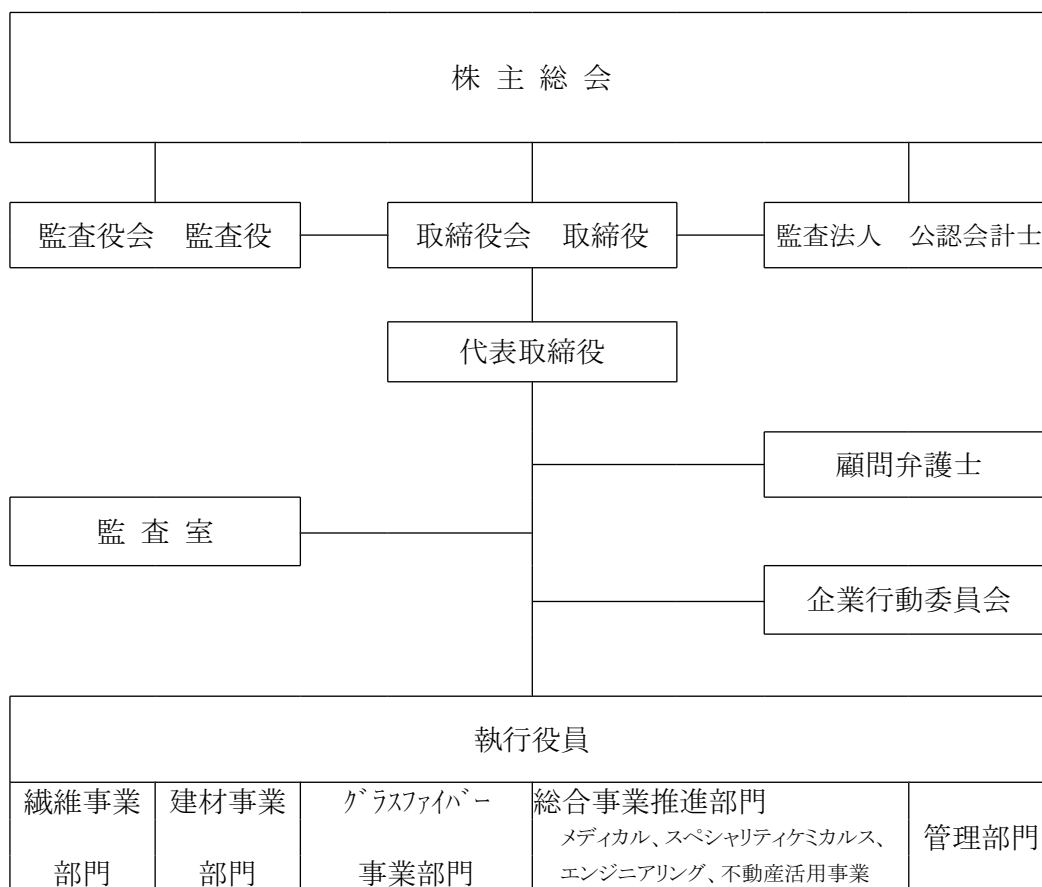 株 主 総 会
監査役会　監査役
取締役会　取締役
監査法人　公認会計士
代表取締役
顧問弁護士
監 査 室
企業行動委員会
執行役員
繊維事業
部門
建材事業
部門
ｸﾞﾗｽﾌｧｲﾊﾞｰ
事業部門
総合事業推進部門
メディカル、スペシャリティケミカルス、
エンジニアリング、不動産活用事業
管理部門